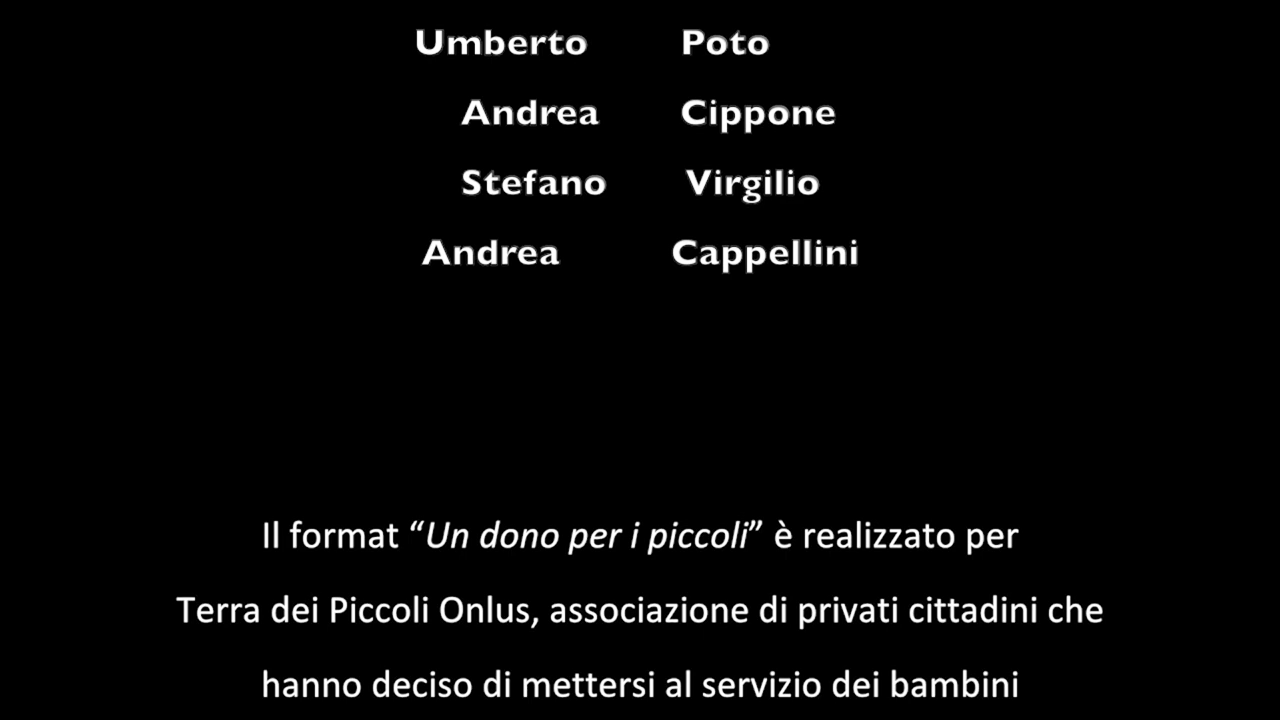 Umberto Poto
Andrea Cippone
Stefano Virgilio
Andrea Cappellini
Il format “Un dono per i piccoli” è realizzato per
Terra dei Piccoli Onlus, associazione di privati cittadini che
hanno deciso di mettersi al servizio dei bambini